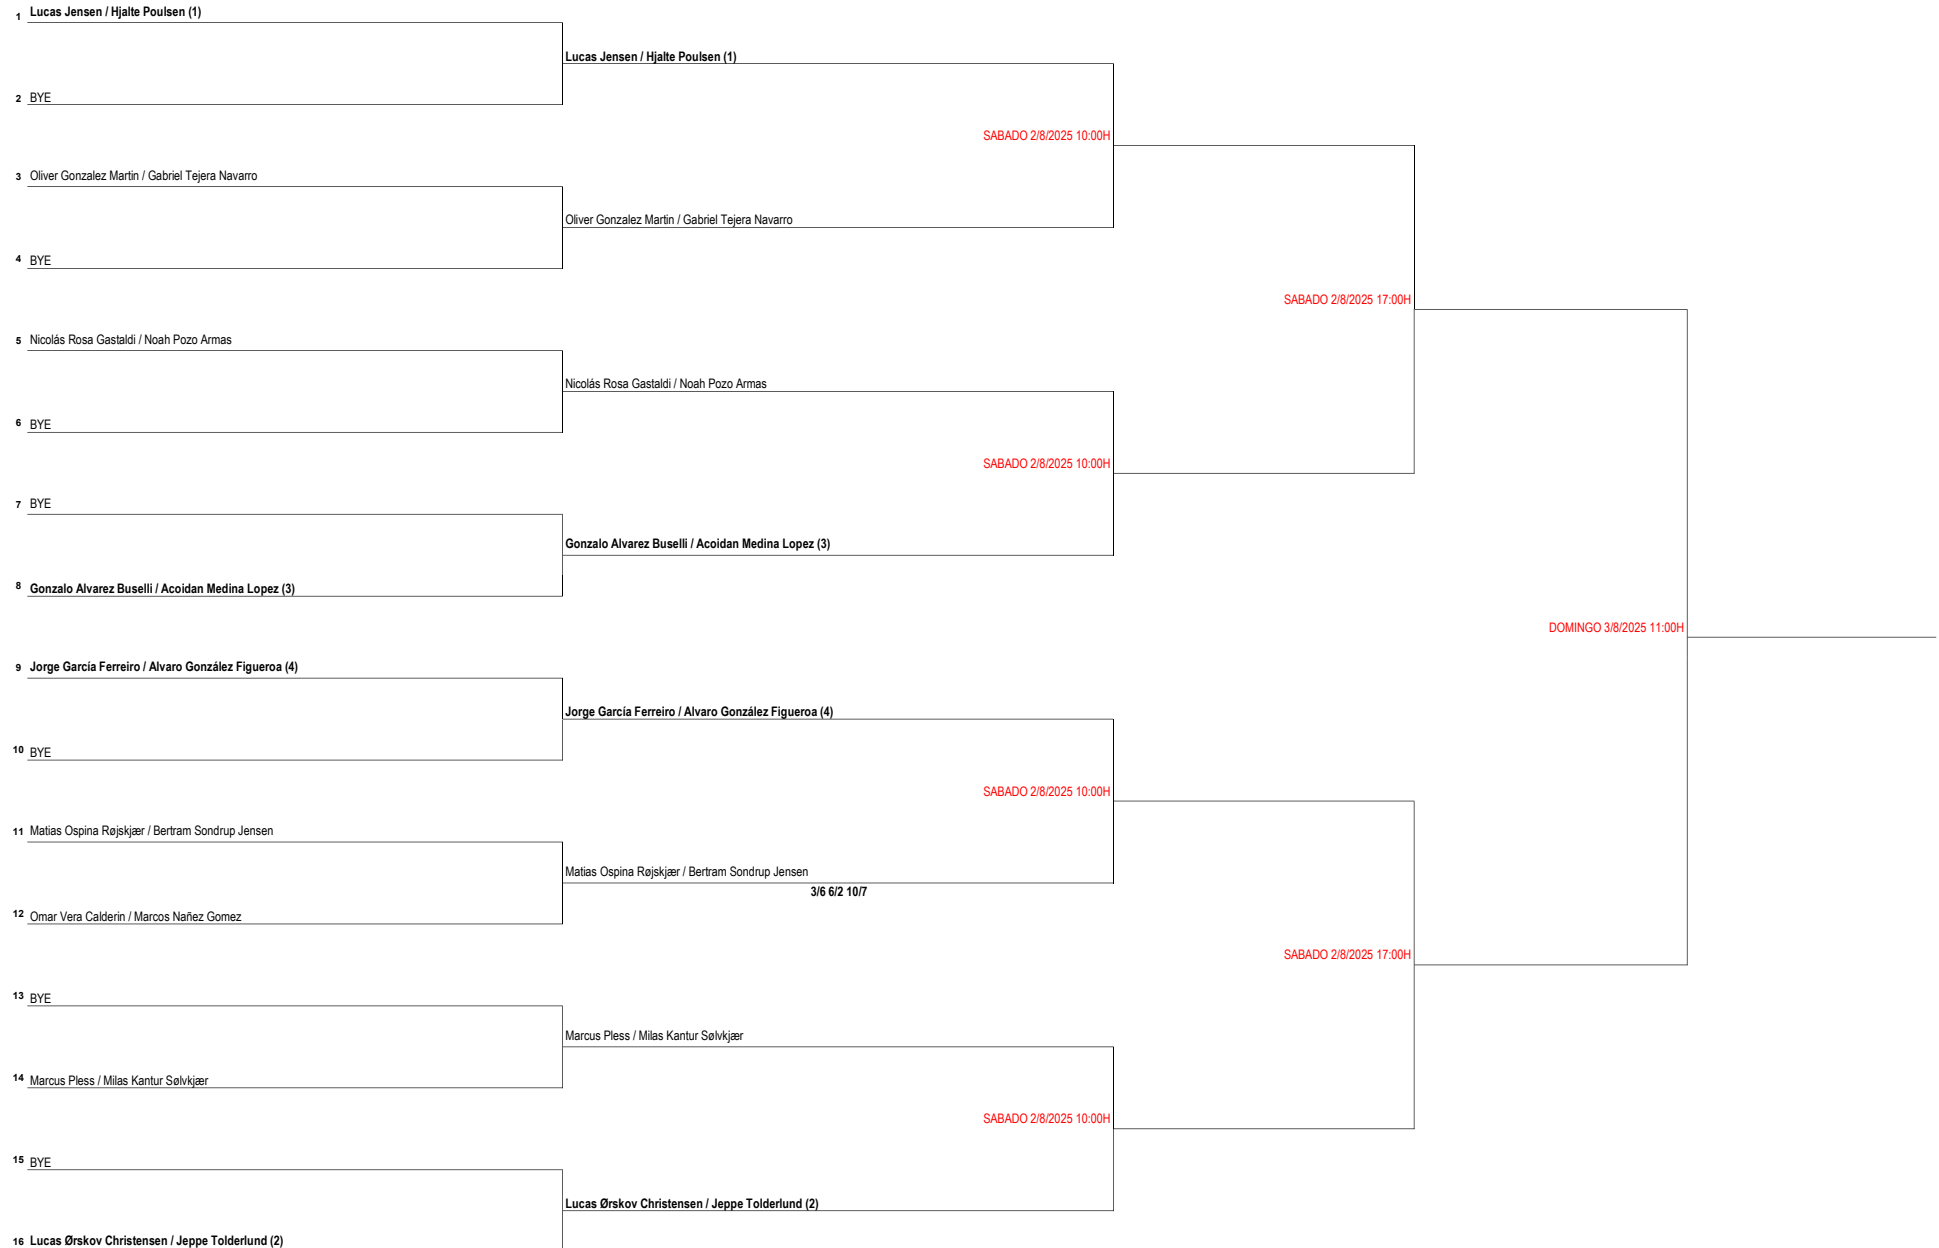 1 Lucas Jensen / Hjalte Poulsen (1)
Lucas Jensen / Hjalte Poulsen (1)
2 BYE
SABADO 2/8/2025 10:00H
3 Oliver Gonzalez Martin / Gabriel Tejera Navarro
Oliver Gonzalez Martin / Gabriel Tejera Navarro
4 BYE
SABADO 2/8/2025 17:00H
5 Nicolás Rosa Gastaldi / Noah Pozo Armas
Nicolás Rosa Gastaldi / Noah Pozo Armas
6 BYE
SABADO 2/8/2025 10:00H
7 BYE
Gonzalo Alvarez Buselli / Acoidan Medina Lopez (3)
8 Gonzalo Alvarez Buselli / Acoidan Medina Lopez (3)
DOMINGO 3/8/2025 11:00H
9 Jorge García Ferreiro / Alvaro González Figueroa (4)
Jorge García Ferreiro / Alvaro González Figueroa (4)
10 BYE
SABADO 2/8/2025 10:00H
11 Matias Ospina Røjskjær / Bertram Sondrup Jensen
Matias Ospina Røjskjær / Bertram Sondrup Jensen
3/6 6/2 10/7
12 Omar Vera Calderin / Marcos Nañez Gomez
SABADO 2/8/2025 17:00H
13 BYE
Marcus Pless / Milas Kantur Sølvkjær
14 Marcus Pless / Milas Kantur Sølvkjær
SABADO 2/8/2025 10:00H
15 BYE
Lucas Ørskov Christensen / Jeppe Tolderlund (2)
16 Lucas Ørskov Christensen / Jeppe Tolderlund (2)